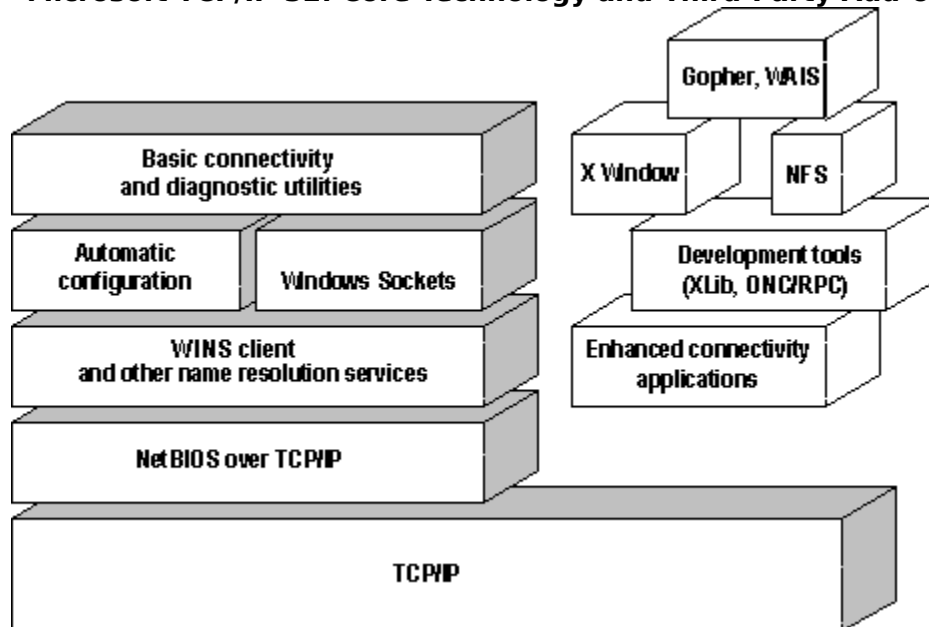 Gopher, WAIS
Basic connectivity
and diagnostic utilities
X Window
NFS
Automatic
configuration
Windows Sockets
Development tools
(XLib, ONC/RPC)
WINS client
and other name resolution services
Enhanced connectivity
applications
NetBIOS over TCP/IP
TCP/IP